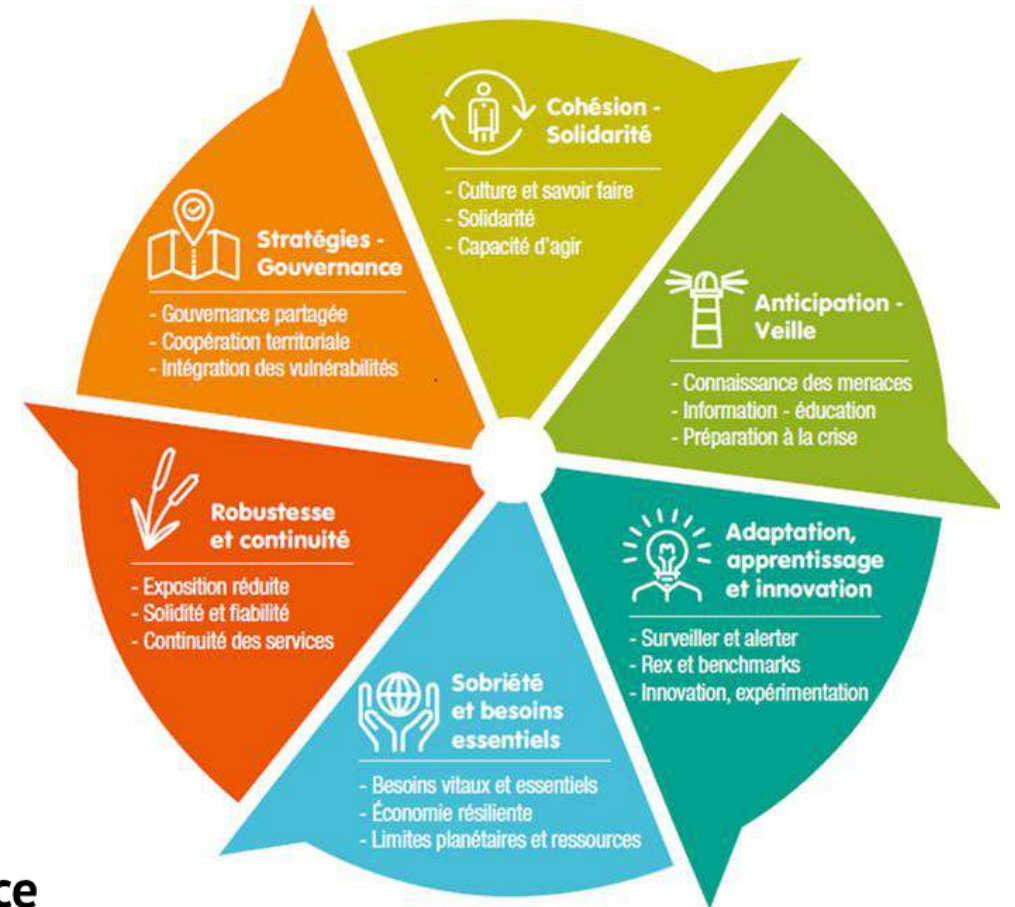 Cohésion -
Solidarité
- Culture et savoir faire
- Solidarité
- Capacité d'agir
Anticipation -
Veille
- Connaissance des menaces
- Information - éducation
- Préparation à la crise
Adaptation,
apprentissage
et innovation
- Surveiller et alerter
- Rex et benchmarks
- Innovation, expérimentation
Sobriété
et besoins
essentiels
- Besoins vitaux et essentiels
- Économie résiliente
- Limites planétaires et ressources
Robustesse
et continuité
- Exposition réduite
- Solidité et fiabilité
- Continuité des services
Stratégies -
Gouvernance
- Gouvernance partagée
- Coopération territoriale
- Intégration des vulnérabilités
ce